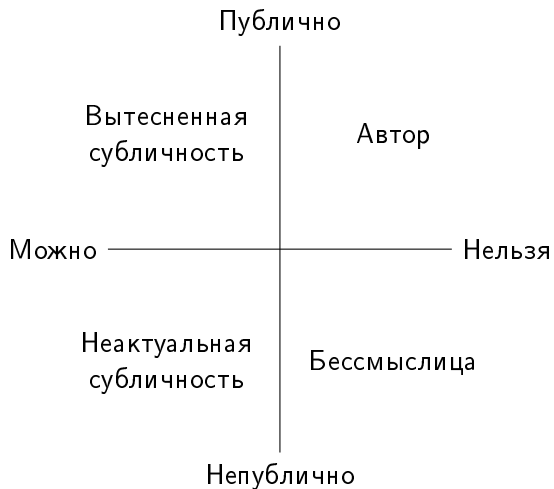 Публично
Вытесненная
субличность
Автор
Можно
Нельзя
Неактуальная
субличность
Бессмыслица
Непублично